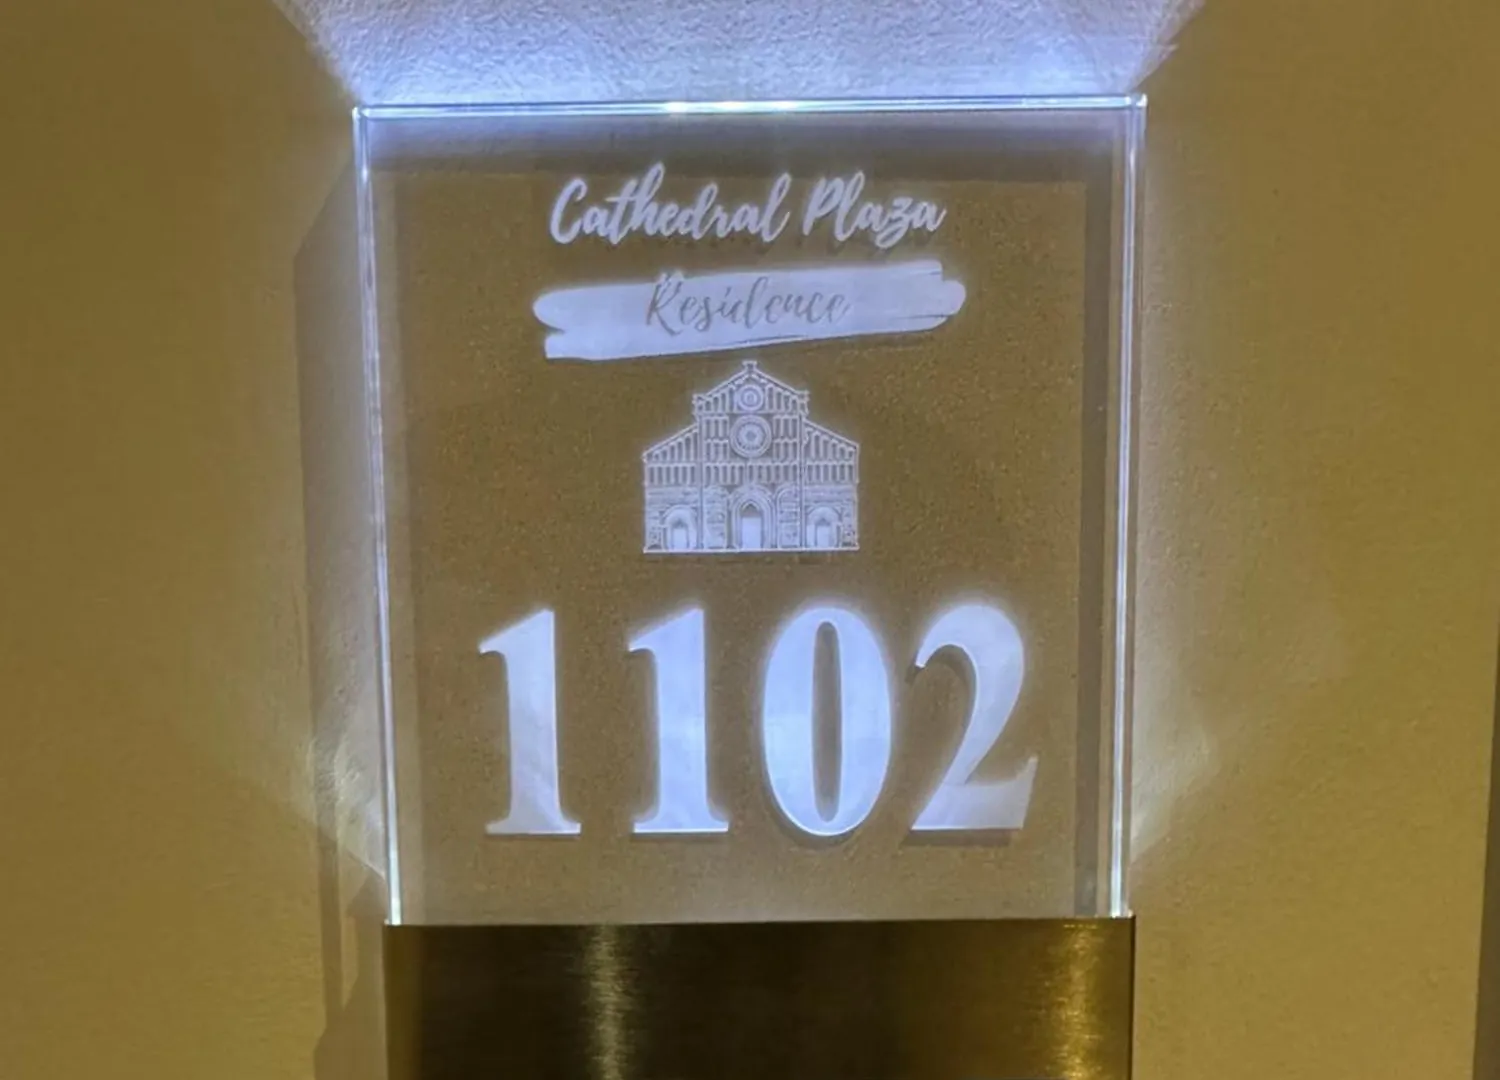 Cathedral Plaza
Residence
1102